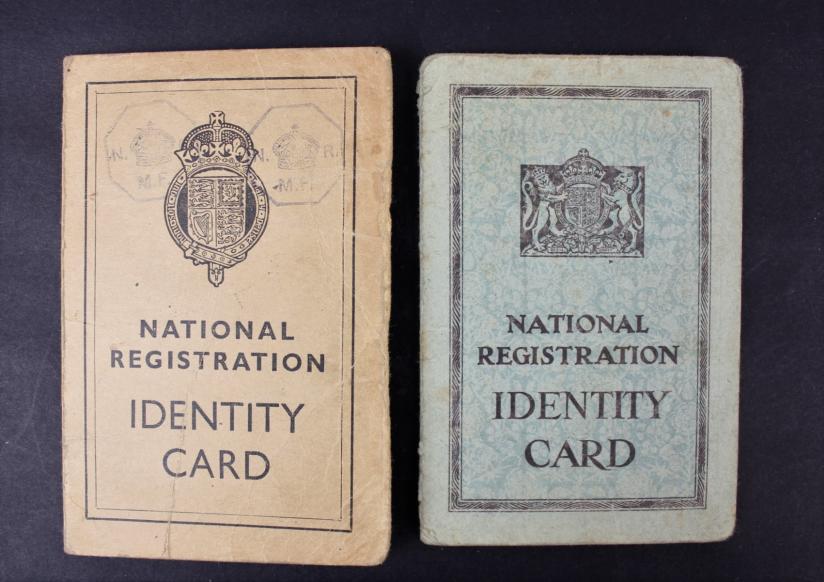 N. M.F
N. R. M.F
NATIONAL
REGISTRATION
IDENTITY
CARD
NATIONAL
REGISTRATION
IDENTITY
CARD